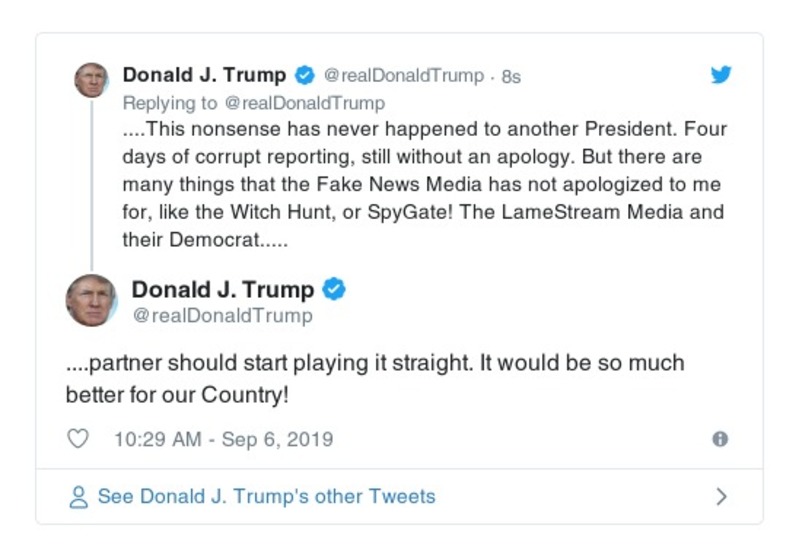 Donald J. Trump @realDonaldTrump · 8s
Replying to @realDonaldTrump
....This nonsense has never happened to another President. Four
days of corrupt reporting, still without an apology. But there are
many things that the Fake News Media has not apologized to me
for, like the Witch Hunt, or SpyGate! The LameStream Media and
their Democrat.....
Donald J. Trump
@realDonaldTrump
....partner should start playing it straight. It would be so much
better for our Country!
10:29 AM - Sep 6, 2019
See Donald J. Trump's other Tweets